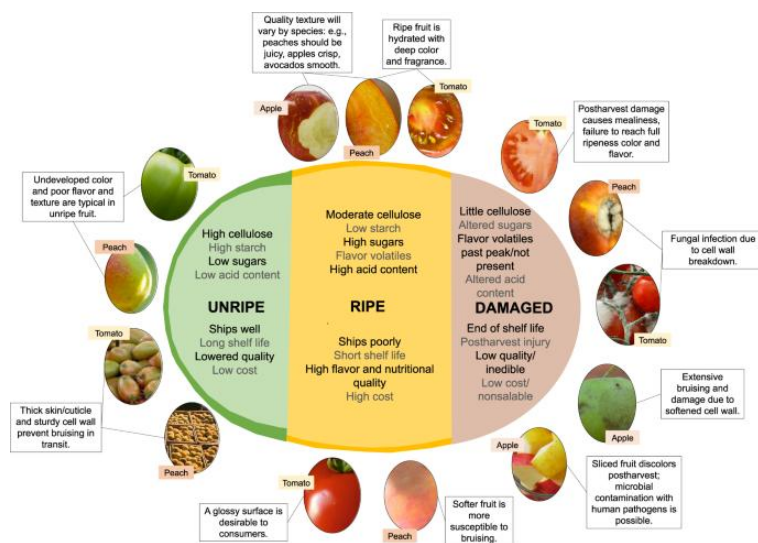 Quality texture will
vary by species: e.g.,
peaches should be
juicy, apples crisp,
avocados smooth.
Ripe fruit is
hydrated with
deep color
and fragrance.
Apple
Peach
Tomato
Tomato
Postharvest damage
causes mealiness,
failure to reach full
ripeness color and
flavor.
Undeveloped color
and poor flavor and
texture are typical in
unripe fruit.
Tomato
Peach
Peach
Fungal infection due
to cell wall
breakdown.
Tomato
High cellulose
High starch
Low sugars
Low acid content
UNRIPE
Ships well
Long shelf life
Lowered quality
Low cost
Moderate cellulose
Low starch
High sugars
Flavor volatiles
High acid content
RIPE
Ships poorly
Short shelf life
High flavor and nutritional
quality
High cost
Little cellulose
Altered sugars
Flavor volatiles
past peak/not
present
Altered acid
content
DAMAGED
End of shelf life
Postharvest injury
Low quality/
inedible
Low cost/
nonsalable
Tomato
Thick skin/cuticle
and sturdy cell wall
prevent bruising in
transit.
Peach
Extensive
bruising and
damage due to
softened cell wall.
Apple
Apple
Sliced fruit discolors
postharvest;
microbial
contamination with
human pathogens is
possible.
Tomato
A glossy surface is
desirable to
consumers.
Peach
Softer fruit is
more
susceptible to
bruising.